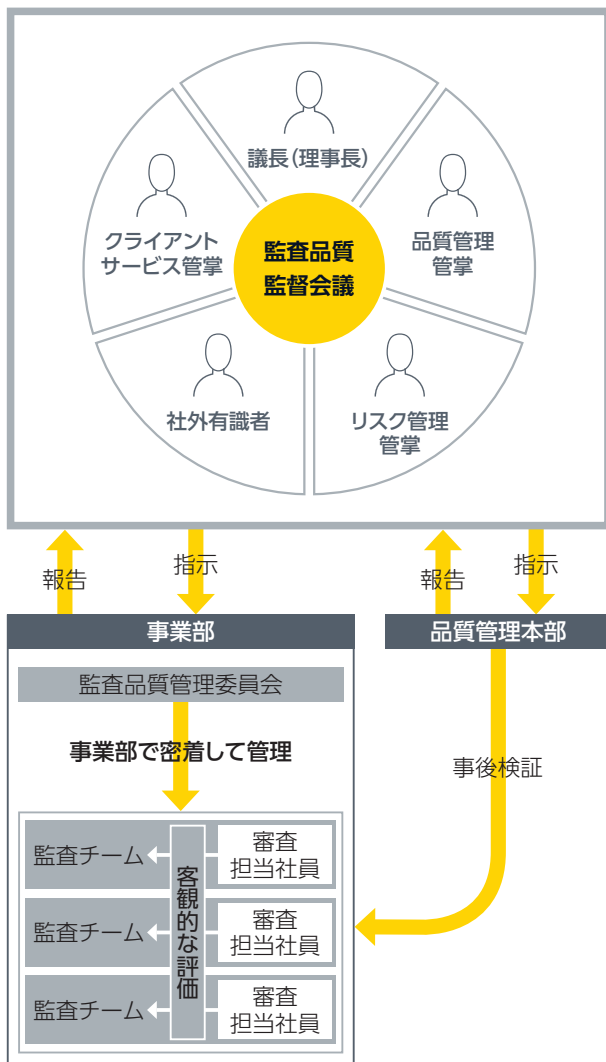 議長（理事長）
クライアント
サービス管掌
監査品質
監督会議
品質管理
管掌
社外有識者
リスク管理
管掌
報告
指示
報告
指示
事業部
品質管理本部
監査品質管理委員会
事業部で密着して管理
事後検証
監査チーム
客観的な評価
審査
担当社員
監査チーム
審査
担当社員
監査チーム
審査
担当社員